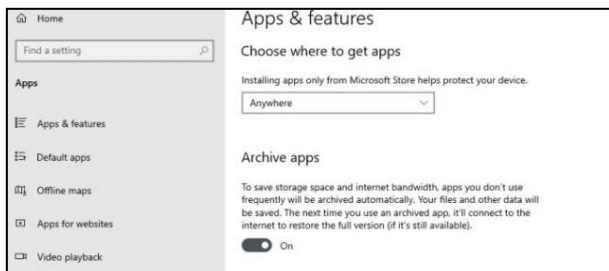 Home
Find a setting
Apps
Apps & features
Default apps
Offline maps
Apps for websites
Video playback
Apps & features
Choose where to get apps
Installing apps only from Microsoft Store helps protect your device.
Anywhere
Archive apps
To save storage space and internet bandwidth, apps you don't use
frequently will be archived automatically. Your files and other data will
be saved. The next time you use an archived app, it'll connect to the
internet to restore the full version (if it's still available).
On